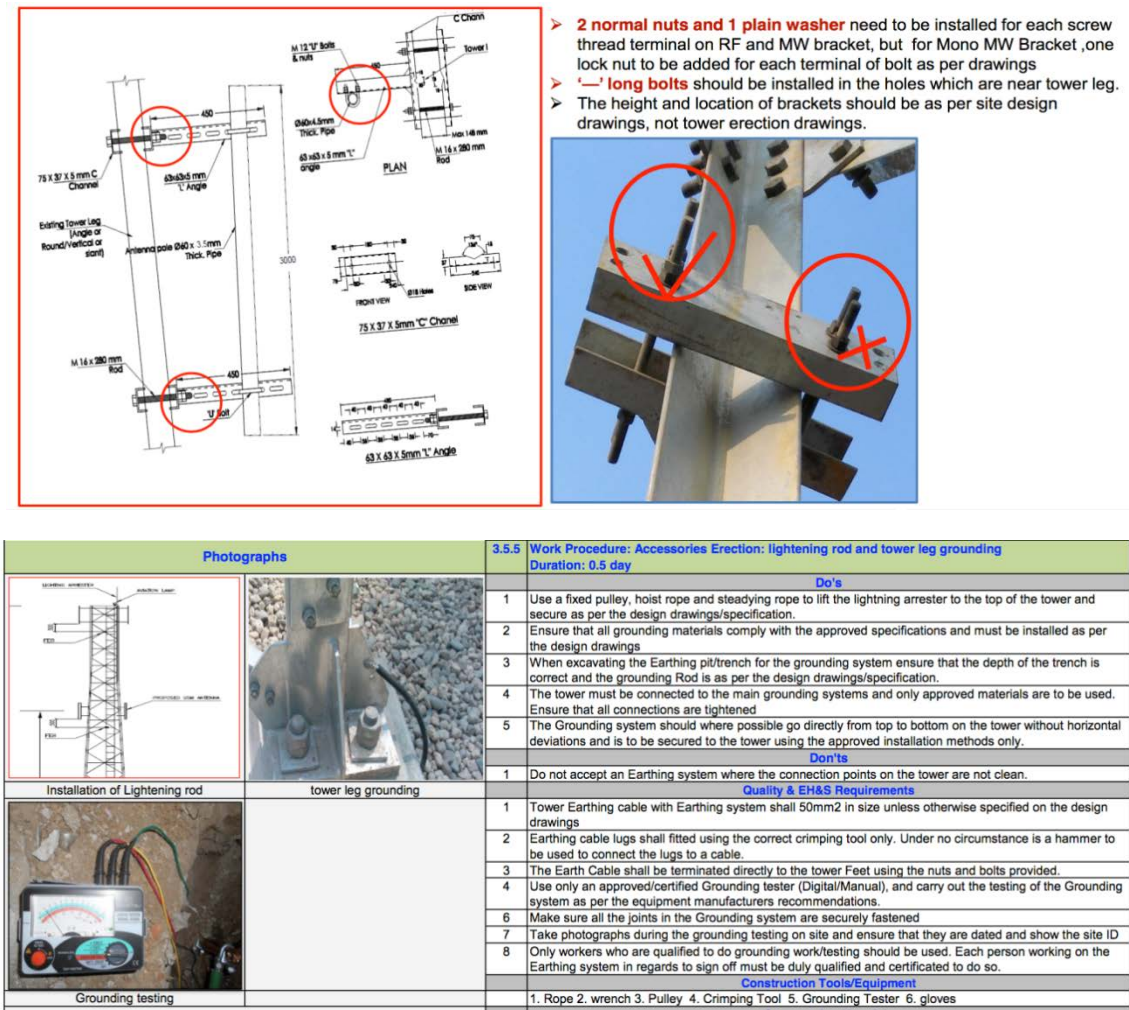 C Chann
M 12 "U" Bolts
& nuts
Tower l
450
Ø60x4.5mm
Thick. Pipe
63 x63 x 5 mm "L"
angle
Max 148 mm
M 16 x 280 mm
Rod
PLAN
450
75 X 37 X 5 mm C
Channel
63x63x5 mm
'L' Angle
Existing Tower Leg
(Angle or
Round/Vertical or
slant)
Antenna pole Ø60 x 3.5mm
Thick. Pipe
3000
FRONT VIEW
Ø18 Holes
SIDE VIEW
75 X 37 X 5mm "C" Chanel
M 16 x 280 mm
Rod
450
'U' Bolt
63 X 63 X 5mm "L" Angle
➢ 2 normal nuts and 1 plain washer need to be installed for each screw
thread terminal on RF and MW bracket, but for Mono MW Bracket ,one
lock nut to be added for each terminal of bolt as per drawings
➢ ‘—’ long bolts should be installed in the holes which are near tower leg.
➢ The height and location of brackets should be as per site design
drawings, not tower erection drawings.
Photographs
3.5.5 Work Procedure: Accessories Erection: lightening rod and tower leg grounding
Duration: 0.5 day
Do's
1 Use a fixed pulley, hoist rope and steadying rope to lift the lightning arrester to the top of the tower and
secure as per the design drawings/specification.
2 Ensure that all grounding materials comply with the approved specifications and must be installed as per
the design drawings
3 When excavating the Earthing pit/trench for the grounding system ensure that the depth of the trench is
correct and the grounding Rod is as per the design drawings/specification.
4 The tower must be connected to the main grounding systems and only approved materials are to be used.
Ensure that all connections are tightened
5 The Grounding system should where possible go directly from top to bottom on the tower without horizontal
deviations and is to be secured to the tower using the approved installation methods only.
Don'ts
1 Do not accept an Earthing system where the connection points on the tower are not clean.
Installation of Lightening rod
tower leg grounding
Quality & EH&S Requirements
1 Tower Earthing cable with Earthing system shall 50mm2 in size unless otherwise specified on the design
drawings
2 Earthing cable lugs shall fitted using the correct crimping tool only. Under no circumstance is a hammer to
be used to connect the lugs to a cable.
3 The Earth Cable shall be terminated directly to the tower Feet using the nuts and bolts provided.
4 Use only an approved/certified Grounding tester (Digital/Manual), and carry out the testing of the Grounding
system as per the equipment manufacturers recommendations.
6 Make sure all the joints in the Grounding system are securely fastened
7 Take photographs during the grounding testing on site and ensure that they are dated and show the site ID
8 Only workers who are qualified to do grounding work/testing should be used. Each person working on the
Earthing system in regards to sign off must be duly qualified and certificated to do so.
Construction Tools/Equipment
Grounding testing
1. Rope 2. wrench 3. Pulley 4. Crimping Tool 5. Grounding Tester 6. gloves